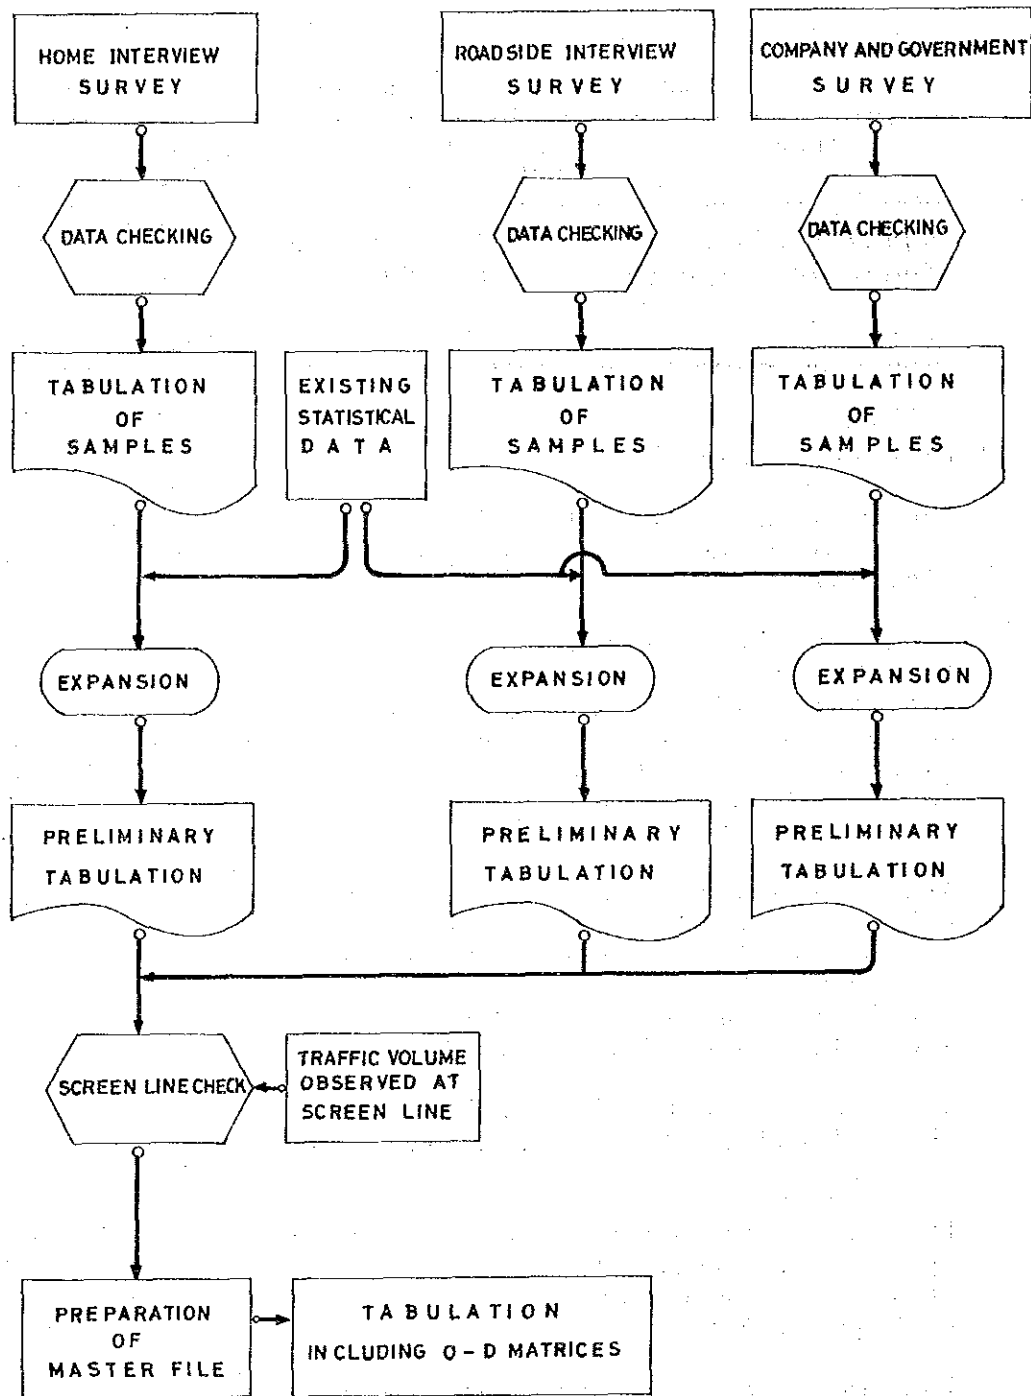 HOME INTERVIEW
SURVEY
ROADSIDE INTERVIEW
SURVEY
COMPANY AND GOVERNMENT
SURVEY
DATA CHECKING
DATA CHECKING
DATA CHECKING
TABULATION
OF
SAMPLES
EXISTING
STATISTICAL
DATA
TABULATION
OF
SAMPLES
TABULATION
OF
SAMPLES
EXPANSION
EXPANSION
EXPANSION
PRELIMINARY
TABULATION
PRELIMINARY
TABULATION
PRELIMINARY
TABULATION
SCREEN LINE CHECK
TRAFFIC VOLUME
OBSERVED AT
SCREEN LINE
PREPARATION
OF
MASTER FILE
TABULATION
INCLUDING O-D MATRICES